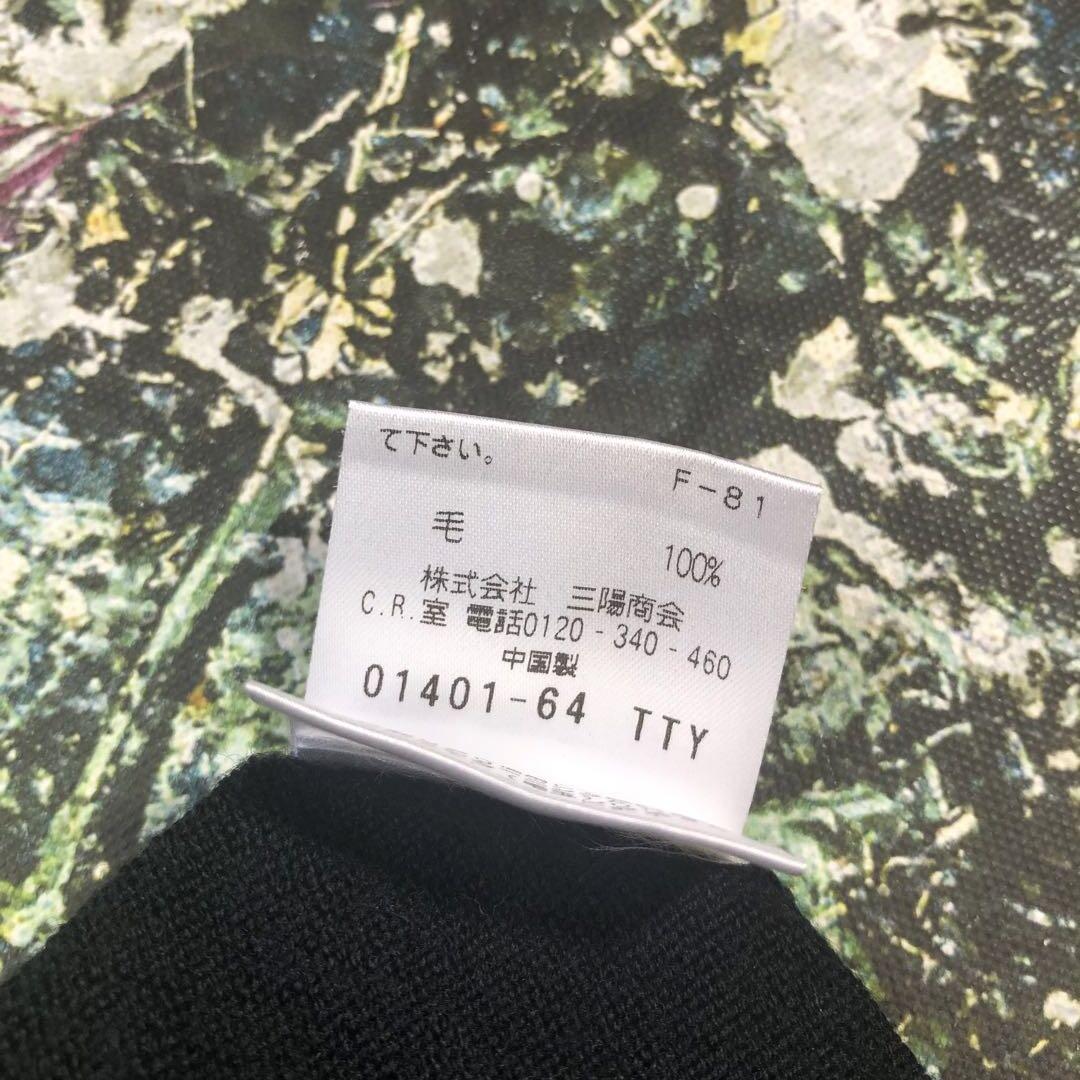 て下さい。
F-81
毛 100%
株式会社 三陽商会
C.R.室 電話0120-340-460
中国製
01401-64 TTY